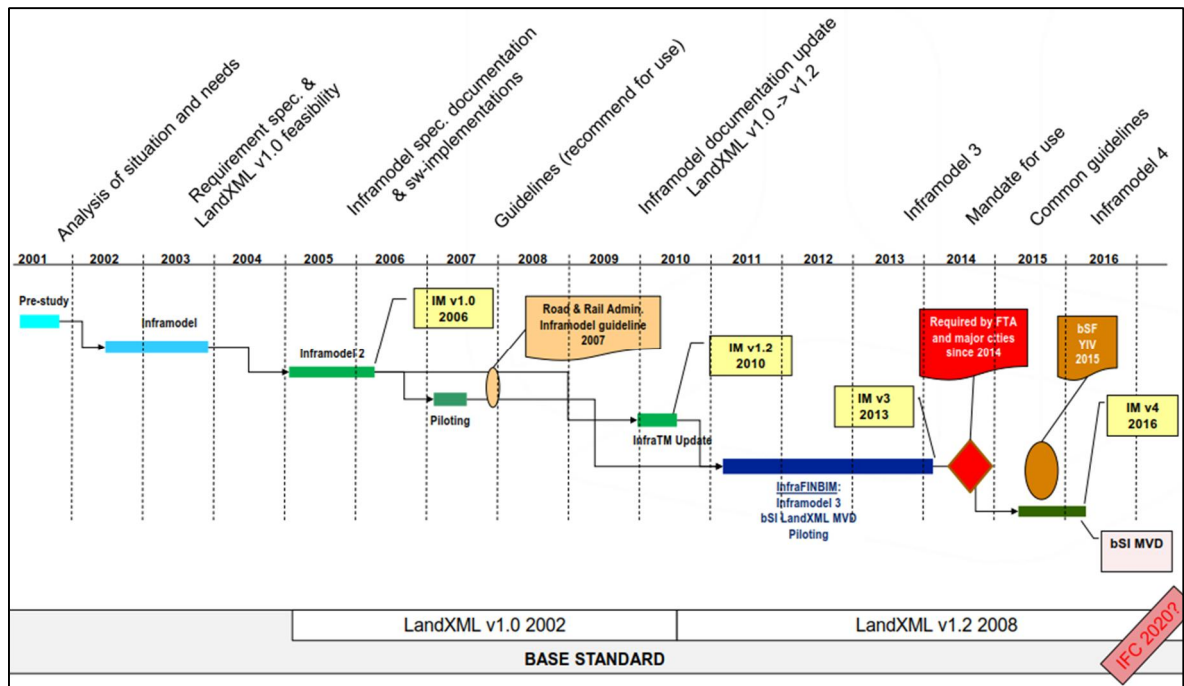 Analysis of situation and needs
Requirement spec. &
LandXML v1.0 feasibility
Inframodel spec. documentation
& sw-implementations
Guidelines (recommend for use)
Inframodel documentation update
LandXML v1.0 -> v1.2
Inframodel 3
Mandate for use
Common guidelines
Inframodel 4
2001 2002 2003 2004 2005 2006 2007 2008 2009 2010 2011 2012 2013 2014 2015 2016
Pre-study
Inframodel
Inframodel 2
IM v1.0
2006
Piloting
Road & Rail Admin.
Inframodel guideline
2007
IM v1.2
2010
InfraTM Update
InfraFINBIM:
Inframodel 3
bSI LandXML MVD
Piloting
IM v3
2013
Required by FTA
and major cities
since 2014
bSF
YIV
2015
IM v4
2016
bSI MVD
LandXML v1.0 2002
LandXML v1.2 2008
IFC 2020?
BASE STANDARD